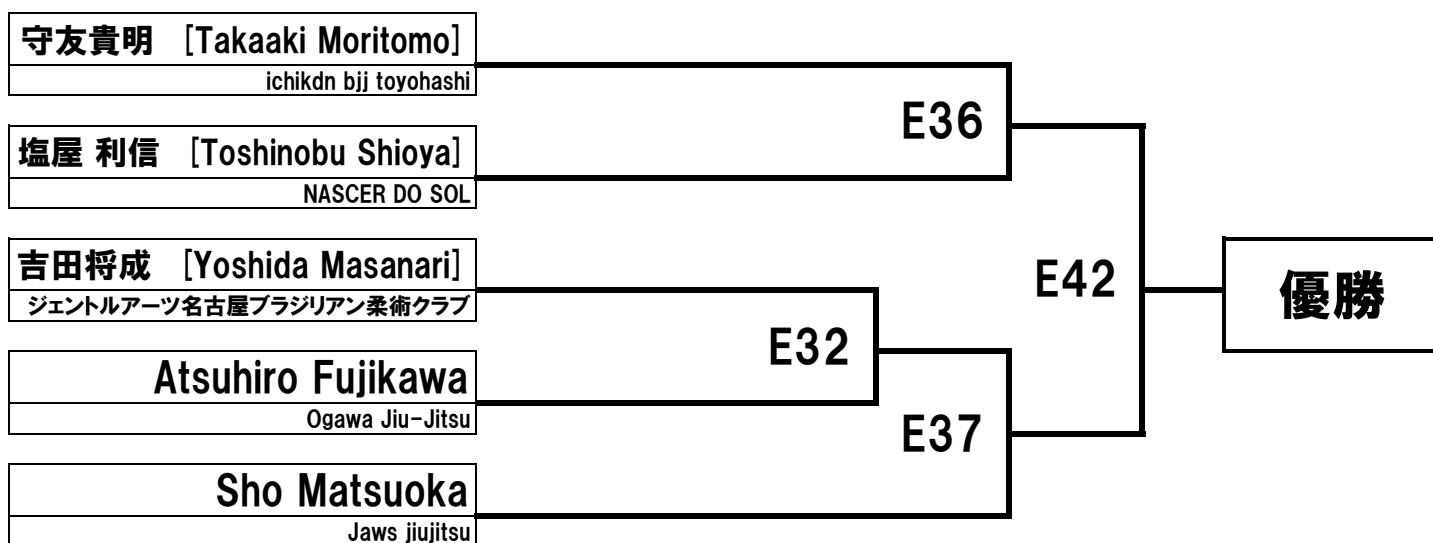 守友貴明 [Takaaki Moritomo]
ichikdn bjj toyohashi
E36
塩屋 利信 [Toshinobu Shioya]
NASCER DO SOL
吉田将成 [Yoshida Masanari]
ジェントルアーツ名古屋ブラジリアン柔術クラブ
E42
優勝
E32
Atsuhiro Fujikawa
Ogawa Jiu-Jitsu
E37
Sho Matsuoka
Jaws jiujitsu